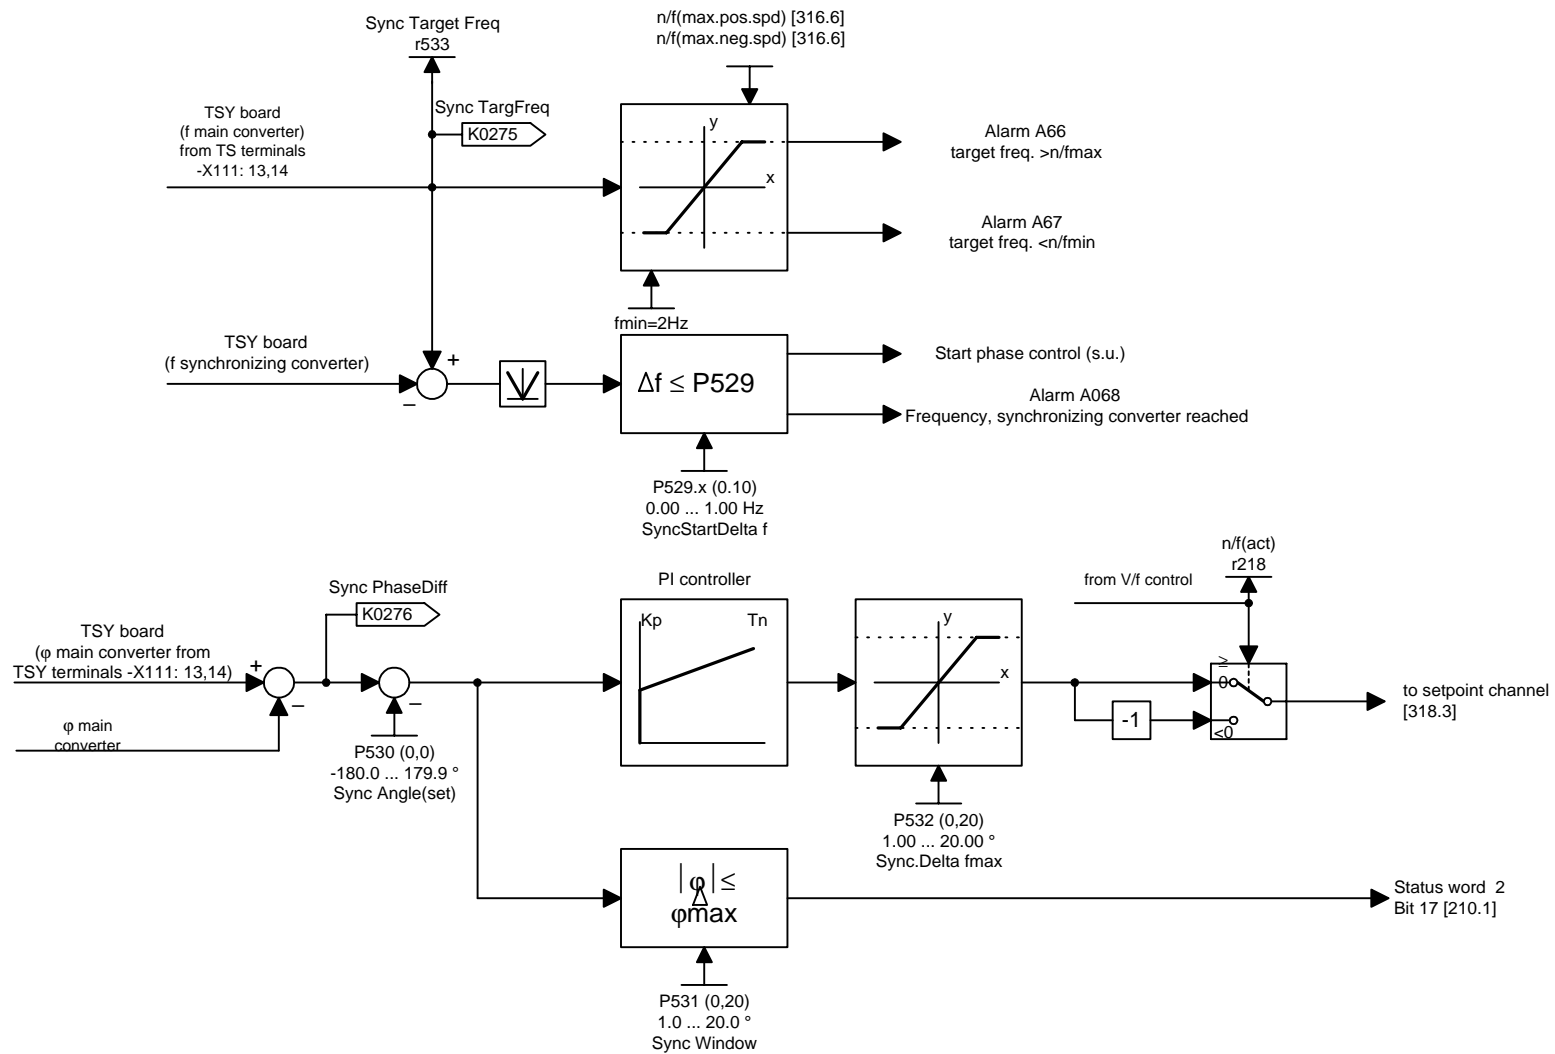 Sync Target Freq
r533
n/f(max.pos.spd) [316.6]
n/f(max.neg.spd) [316.6]
TSY board
(f main converter)
from TS terminals
-X111: 13,14
Sync TargFreq
K0275
y
x
Alarm A66
target freq. >n/fmax
Alarm A67
target freq. <n/fmin
fmin=2Hz
TSY board
(f synchronizing converter)
+
–
Δf ≤ P529
Start phase control (s.u.)
Alarm A068
Frequency, synchronizing converter reached
P529.x (0.10)
0.00 ... 1.00 Hz
SyncStartDelta f
n/f(act)
r218
from V/f control
Sync PhaseDiff
K0276
PI controller
Kp
Tn
y
x
TSY board
(φ main converter from
TSY terminals -X111: 13,14)
+
–
–
φ main
converter
P530 (0,0)
-180.0 ... 179.9 °
Sync Angle(set)
≥
0
<0
-1
to setpoint channel
[318.3]
P532 (0,20)
1.00 ... 20.00 °
Sync.Delta fmax
|φ| ≤
Δ
φmax
Status word  2
Bit 17 [210.1]
P531 (0,20)
1.0 ... 20.0 °
Sync Window